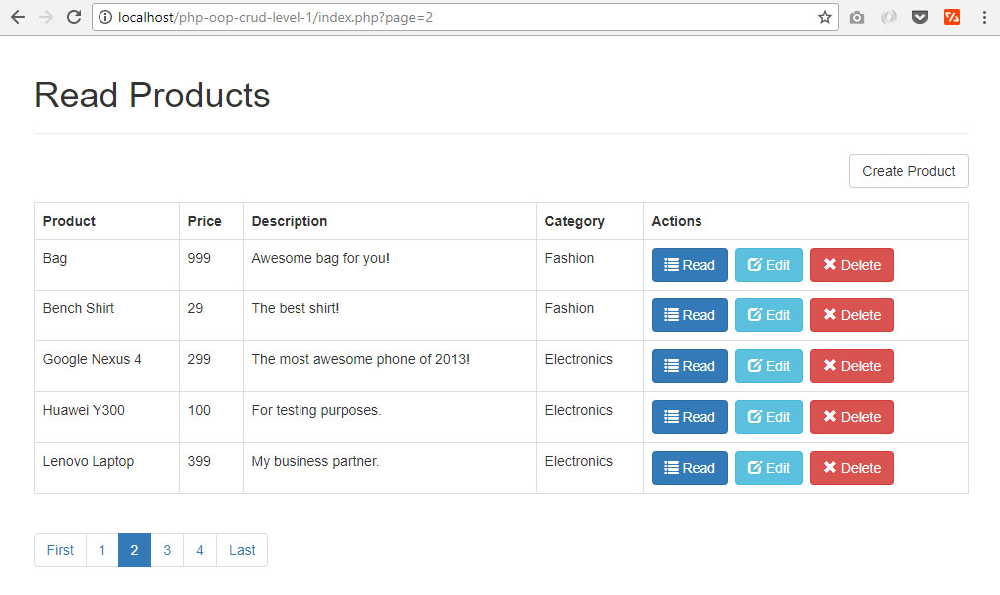 localhost/php-oop-crud-level-1/index.php?page=2
Read Products
Create Product
Product Price Description Category Actions
Bag 999 Awesome bag for you! Fashion Read Edit Delete
Bench Shirt 29 The best shirt! Fashion Read Edit Delete
Google Nexus 4 299 The most awesome phone of 2013! Electronics Read Edit Delete
Huawei Y300 100 For testing purposes. Electronics Read Edit Delete
Lenovo Laptop 399 My business partner. Electronics Read Edit Delete
First 1 2 3 4 Last